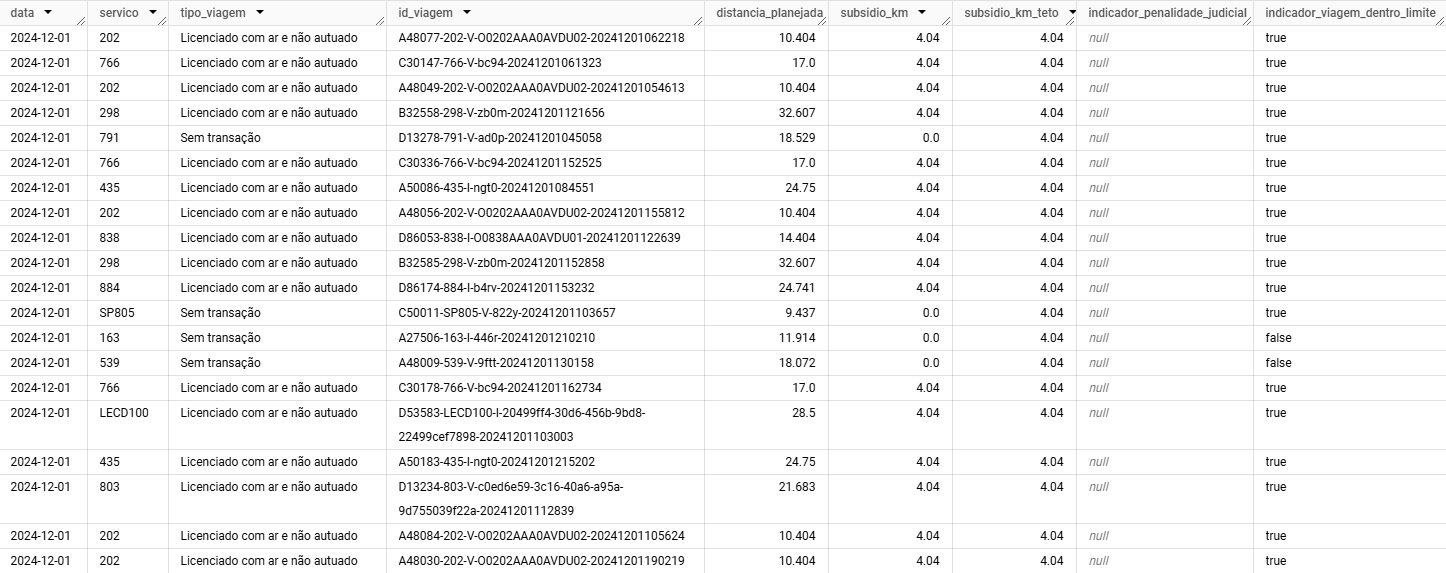 data servico tipo_viagem id_viagem distancia_planejada subsidio_km subsidio_km_teto indicador_penalidade_judicial indicador_viagem_dentro_limite
2024-12-01 202 Licenciado com ar e não autuado A48077-202-V-O0202AAA0AVDU02-20241201062218 10.404 4.04 4.04 null true
2024-12-01 766 Licenciado com ar e não autuado C30147-766-V-bc94-20241201061323 17.0 4.04 4.04 null true
2024-12-01 202 Licenciado com ar e não autuado A48049-202-V-O0202AAA0AVDU02-20241201054613 10.404 4.04 4.04 null true
2024-12-01 298 Licenciado com ar e não autuado B32558-298-V-zb0m-20241201121656 32.607 4.04 4.04 null true
2024-12-01 791 Sem transação D13278-791-V-ad0p-20241201045058 18.529 0.0 4.04 null true
2024-12-01 766 Licenciado com ar e não autuado C30336-766-V-bc94-20241201152525 17.0 4.04 4.04 null true
2024-12-01 435 Licenciado com ar e não autuado A50086-435-I-ngt0-20241201084551 24.75 4.04 4.04 null true
2024-12-01 202 Licenciado com ar e não autuado A48056-202-V-O0202AAA0AVDU02-20241201155812 10.404 4.04 4.04 null true
2024-12-01 838 Licenciado com ar e não autuado D86053-838-I-O0838AAA0AVDU01-20241201122639 14.404 4.04 4.04 null true
2024-12-01 298 Licenciado com ar e não autuado B32585-298-V-zb0m-20241201152858 32.607 4.04 4.04 null true
2024-12-01 884 Licenciado com ar e não autuado D86174-884-I-b4rv-20241201153232 24.741 4.04 4.04 null true
2024-12-01 SP805 Sem transação C50011-SP805-V-822y-20241201103657 9.437 0.0 4.04 null true
2024-12-01 163 Sem transação A27506-163-I-446r-20241201210210 11.914 0.0 4.04 null false
2024-12-01 539 Sem transação A48009-539-V-9ftt-20241201130158 18.072 0.0 4.04 null false
2024-12-01 766 Licenciado com ar e não autuado C30178-766-V-bc94-20241201162734 17.0 4.04 4.04 null true
2024-12-01 LECD100 Licenciado com ar e não autuado D53583-LECD100-I-20499ff4-30d6-456b-9bd8- 28.5 4.04 4.04 null true
22499cef7898-20241201103003
2024-12-01 435 Licenciado com ar e não autuado A50183-435-I-ngt0-20241201215202 24.75 4.04 4.04 null true
2024-12-01 803 Licenciado com ar e não autuado D13234-803-V-c0ed6e59-3c16-40a6-a95a- 21.683 4.04 4.04 null true
9d755039f22a-20241201112839
2024-12-01 202 Licenciado com ar e não autuado A48084-202-V-O0202AAA0AVDU02-20241201105624 10.404 4.04 4.04 null true
2024-12-01 202 Licenciado com ar e não autuado A48030-202-V-O0202AAA0AVDU02-20241201190219 10.404 4.04 4.04 null true